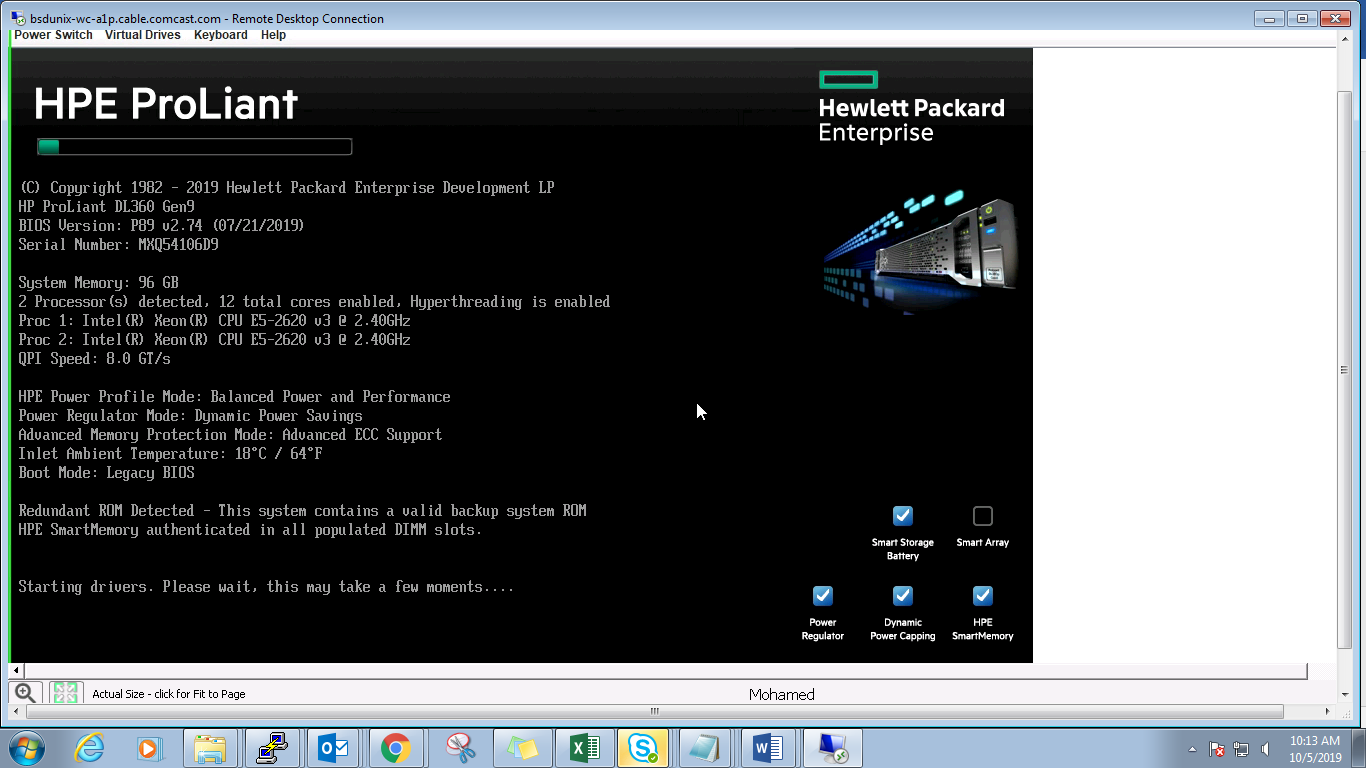 bsdunix-wc-a1p.cable.comcast.com - Remote Desktop Connection
Power Switch Virtual Drives Keyboard Help
HPE ProLiant
Hewlett Packard
Enterprise
(C) Copyright 1982 - 2019 Hewlett Packard Enterprise Development LP
HP ProLiant DL360 Gen9
BIOS Version: P89 v2.74 (07/21/2019)
Serial Number: MXQ54106D9
System Memory: 96 GB
2 Processor(s) detected, 12 total cores enabled, Hyperthreading is enabled
Proc 1: Intel(R) Xeon(R) CPU E5-2620 v3 @ 2.40GHz
Proc 2: Intel(R) Xeon(R) CPU E5-2620 v3 @ 2.40GHz
QPI Speed: 8.0 GT/s
HPE Power Profile Mode: Balanced Power and Performance
Power Regulator Mode: Dynamic Power Savings
Advanced Memory Protection Mode: Advanced ECC Support
Inlet Ambient Temperature: 18°C / 64°F
Boot Mode: Legacy BIOS
Redundant ROM Detected - This system contains a valid backup system ROM
HPE SmartMemory authenticated in all populated DIMM slots.
Starting drivers. Please wait, this may take a few moments....
Smart Storage
Battery
Smart Array
Power
Regulator
Dynamic
Power Capping
HPE
SmartMemory
Actual Size - click for Fit to Page
Mohamed
10:13 AM
10/5/2019